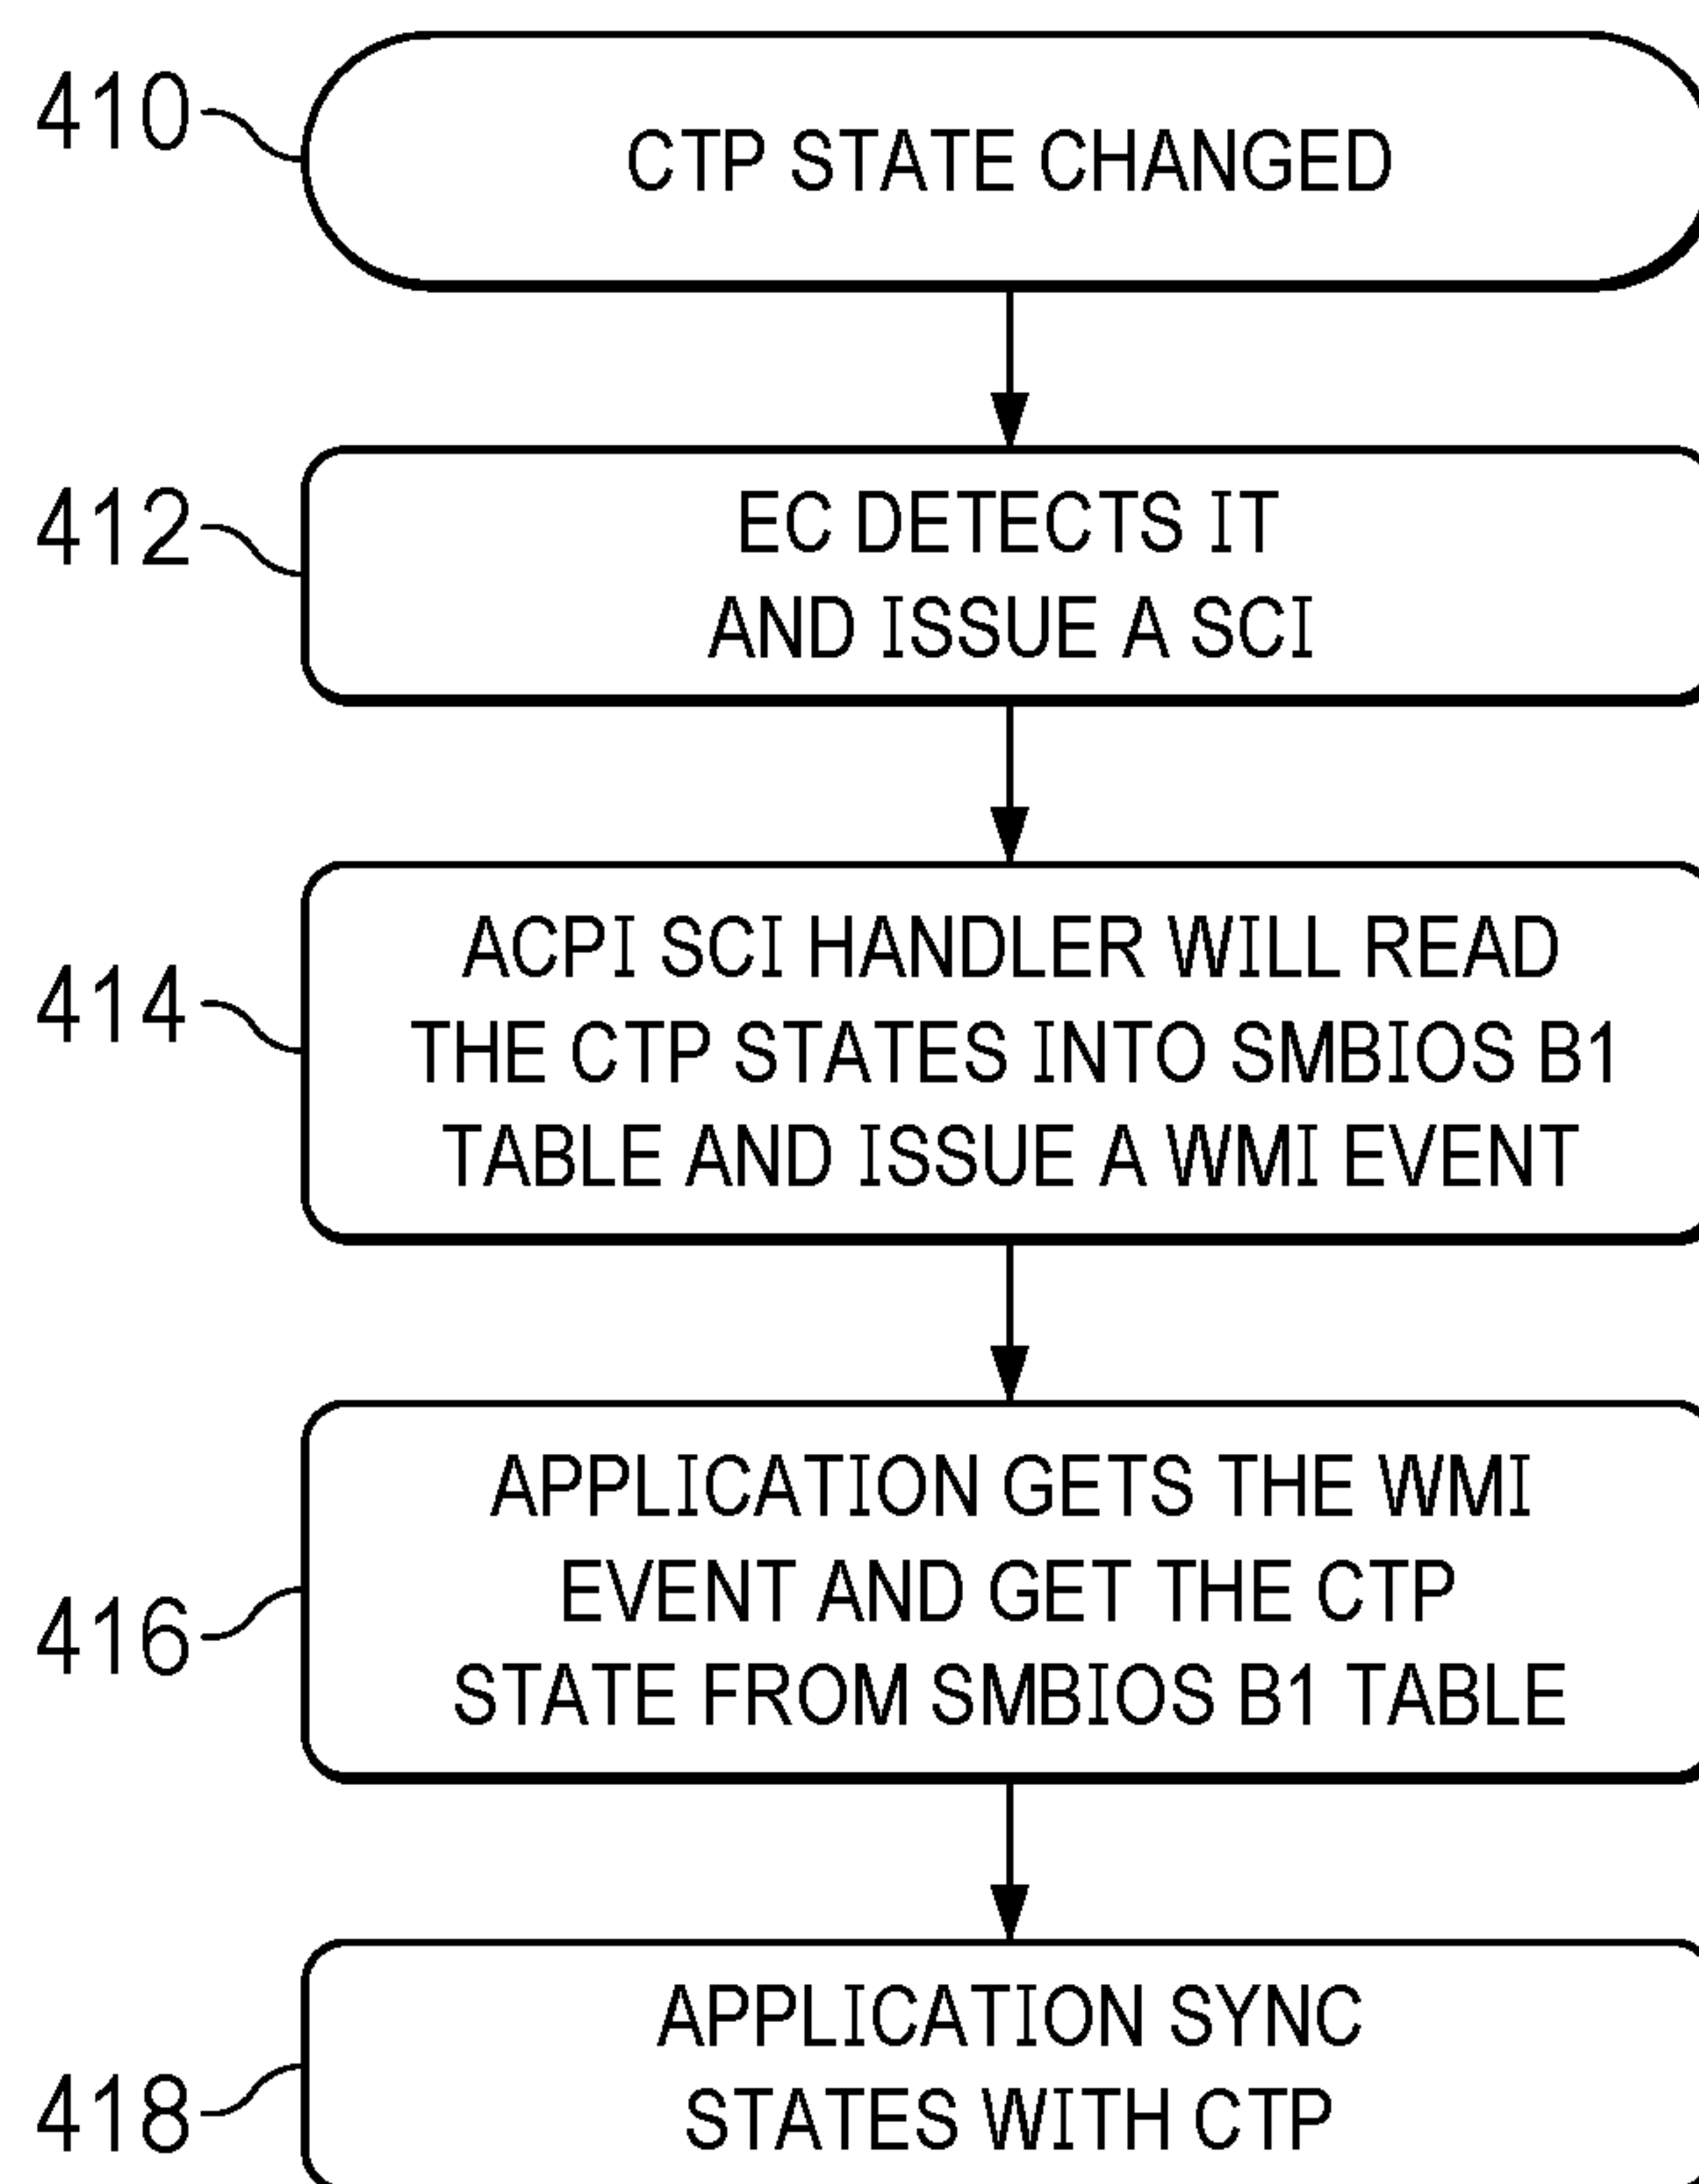 410
CTP STATE CHANGED
412
EC DETECTS IT
AND ISSUE A SCI
414
ACPI SCI HANDLER WILL READ
THE CTP STATES INTO SMBIOS B1
TABLE AND ISSUE A WMI EVENT
416
APPLICATION GETS THE WMI
EVENT AND GET THE CTP
STATE FROM SMBIOS B1 TABLE
418
APPLICATION SYNC
STATES WITH CTP